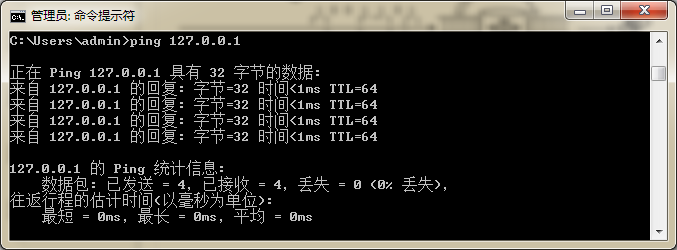 管理员: 命令提示符
C:\Users\admin>ping 127.0.0.1
正在 Ping 127.0.0.1 具有 32 字节的数据:
来自 127.0.0.1 的回复: 字节=32 时间<1ms TTL=64
来自 127.0.0.1 的回复: 字节=32 时间<1ms TTL=64
来自 127.0.0.1 的回复: 字节=32 时间<1ms TTL=64
来自 127.0.0.1 的回复: 字节=32 时间<1ms TTL=64
127.0.0.1 的 Ping 统计信息:
数据包: 已发送 = 4, 已接收 = 4, 丢失 = 0 (0% 丢失),
往返行程的估计时间(以毫秒为单位):
最短 = 0ms, 最长 = 0ms, 平均 = 0ms